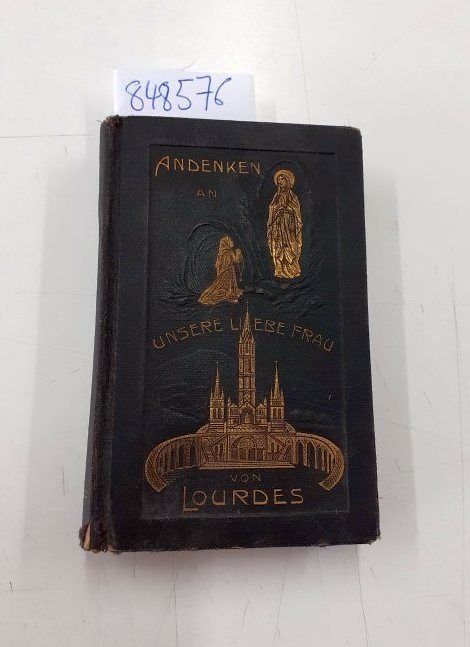 848576
ANDENKEN
AN
UNSERE LIEBE FRAU
VON
LOURDES